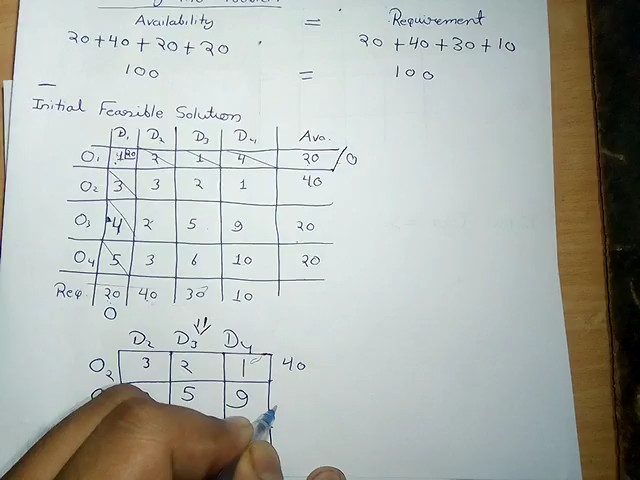 Availability = Requirement
20+40+20+20 20+40+30+10
100 = 100
Initial Feasible Solution
D1 D2 D3 D4 Ava.
O1 4 20 2 1 4 20/0
O2 3 3 2 1 40
O3 4 2 5 9 20
O4 5 3 6 10 20
Req. 20 40 30 10
0
D2 D3 D4
O2 3 2 1 40
5 9